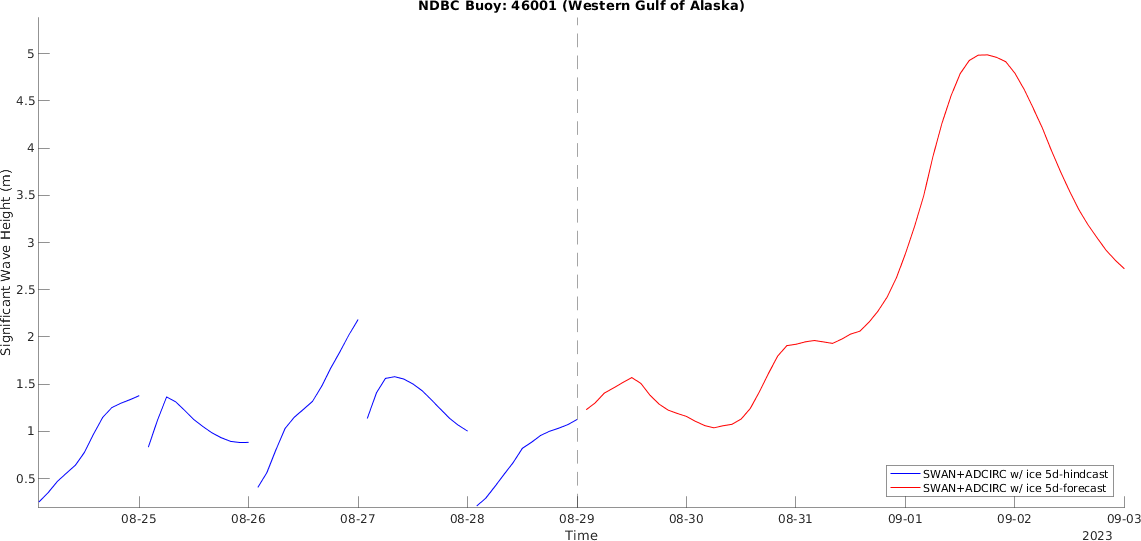 NDBC Buoy: 46001 (Western Gulf of Alaska)
Significant Wave Height (m)
5
4.5
4
3.5
3
2.5
2
1.5
1
0.5
SWAN+ADCIRC w/ ice 5d-hindcast
SWAN+ADCIRC w/ ice 5d-forecast
08-25 08-26 08-27 08-28 08-29 08-30 08-31 09-01 09-02 09-03
Time
2023